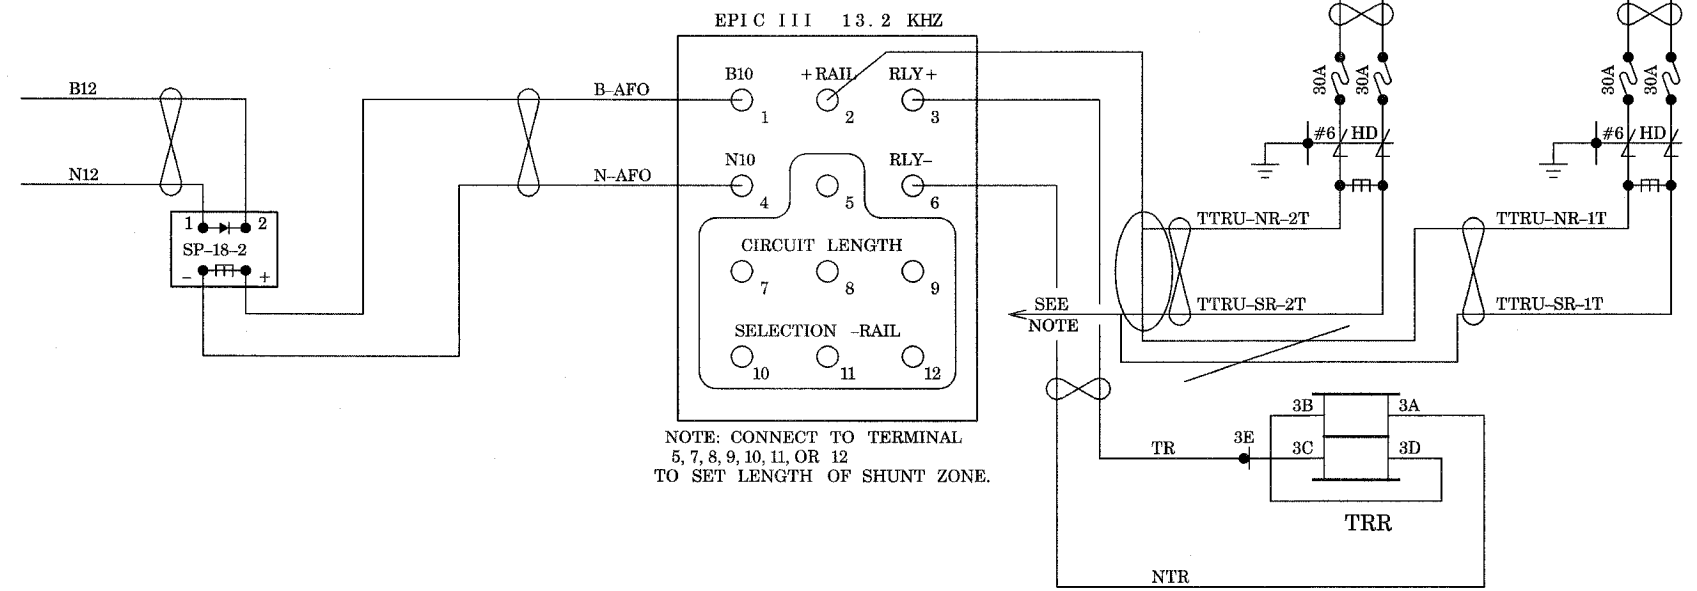 EPIC III 13.2 KHZ
B12
N12
1 2
SP-18-2
- +
B-AFO
N-AFO
B10 +RAIL RLY+
1 2 3
N10 RLY-
4 5 6
CIRCUIT LENGTH
7 8 9
SELECTION -RAIL
10 11 12
NOTE: CONNECT TO TERMINAL
5, 7, 8, 9, 10, 11, OR 12
TO SET LENGTH OF SHUNT ZONE.
SEE
NOTE
30A 30A
#6 HD
TTRU-NR-2T
TTRU-SR-2T
30A 30A
#6 HD
TTRU-NR-1T
TTRU-SR-1T
TR
3E
3B 3A
3C 3D
TRR
NTR